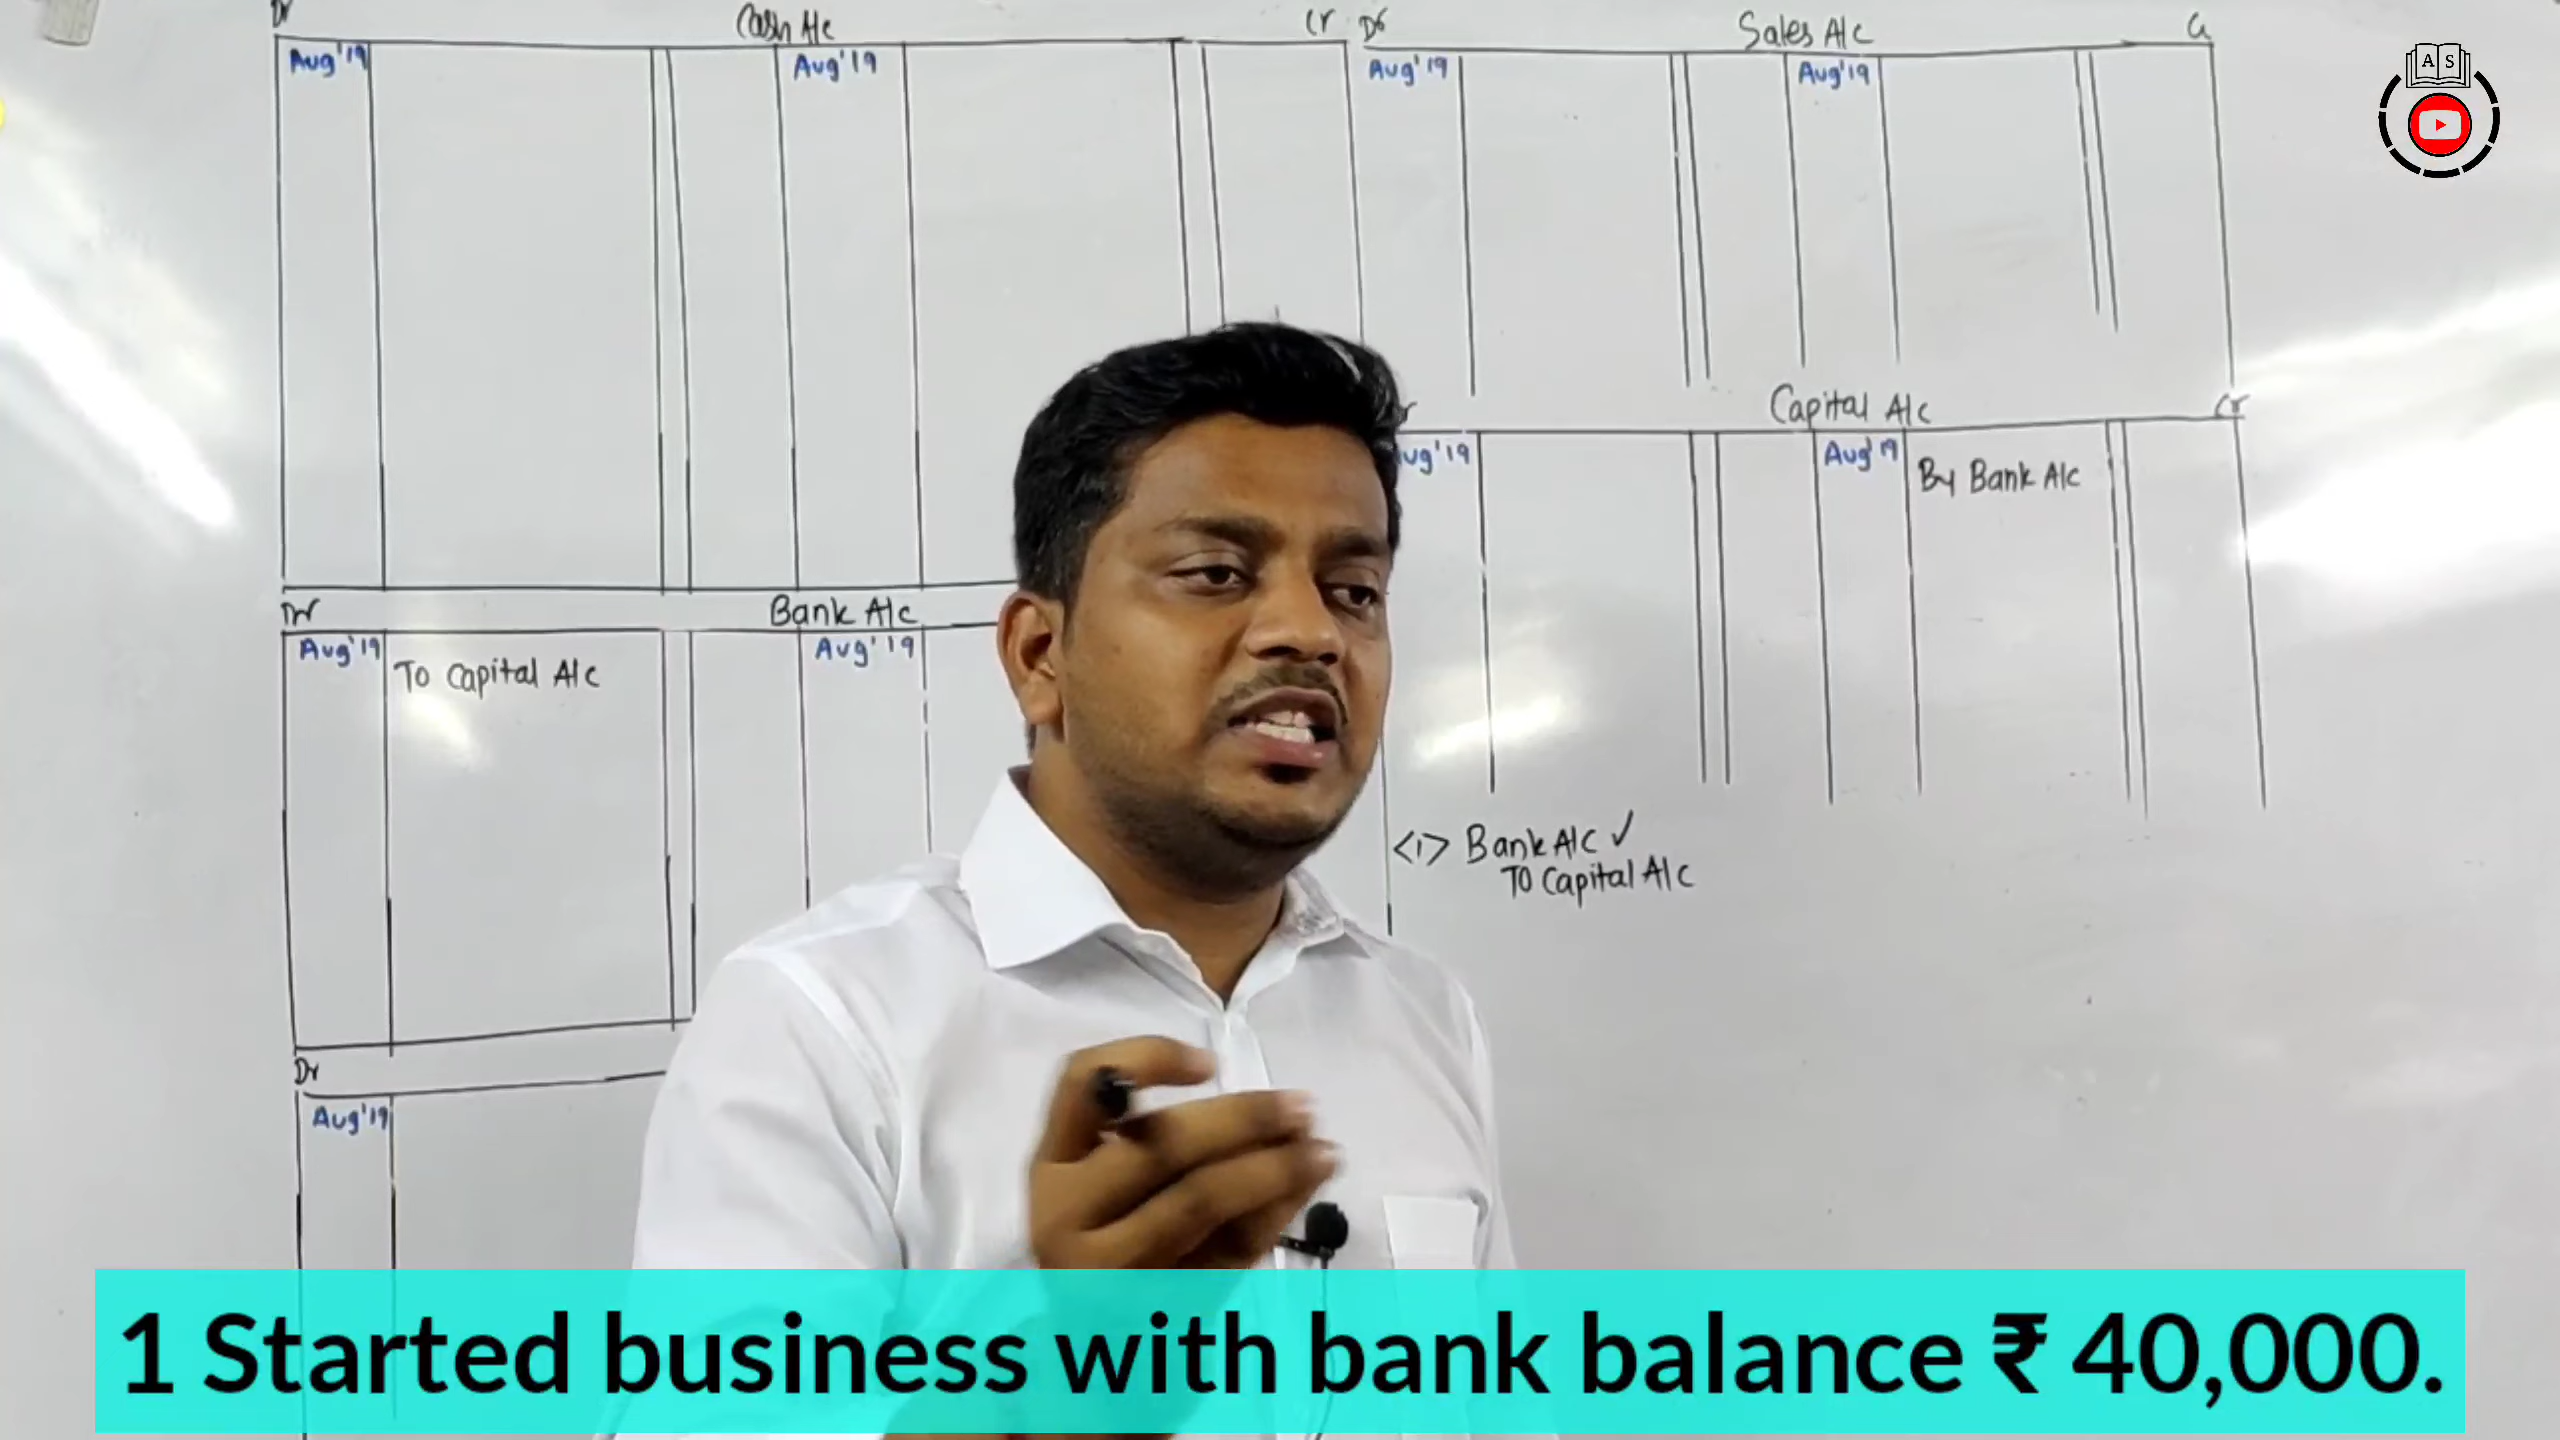 Dr Cash A/c Cr
Aug'19 Aug'19
Dr Sales A/c Cr
Aug'19 Aug'19
Capital A/c Cr
Aug'19 By Bank A/c
Dr Bank A/c
Aug'19 To Capital A/c Aug'19
<1> Bank A/c ✓
To Capital A/c
Dr
Aug'19
A S
1 Started business with bank balance ₹ 40,000.